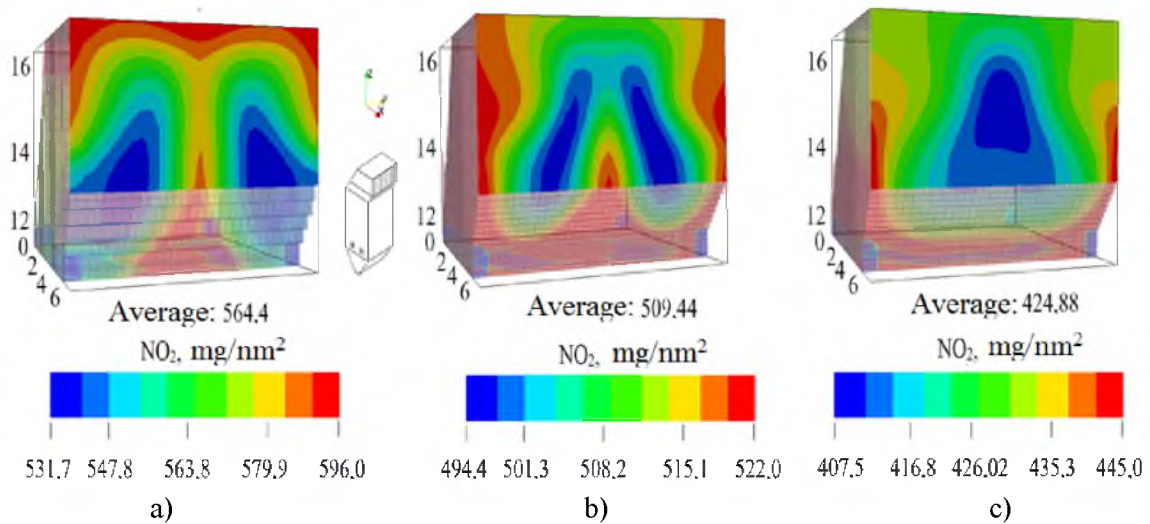 16 16 16
14 14 14
12 12 12
0 0 0
2 2 2
4 4 4
6 6 6
Average: 564.4 Average: 509.44 Average: 424.88
NO₂, mg/nm² NO₂, mg/nm² NO₂, mg/nm²
531.7 547.8 563.8 579.9 596.0 494.4 501.3 508.2 515.1 522.0 407.5 416.8 426.02 435.3 445.0
a) b) c)